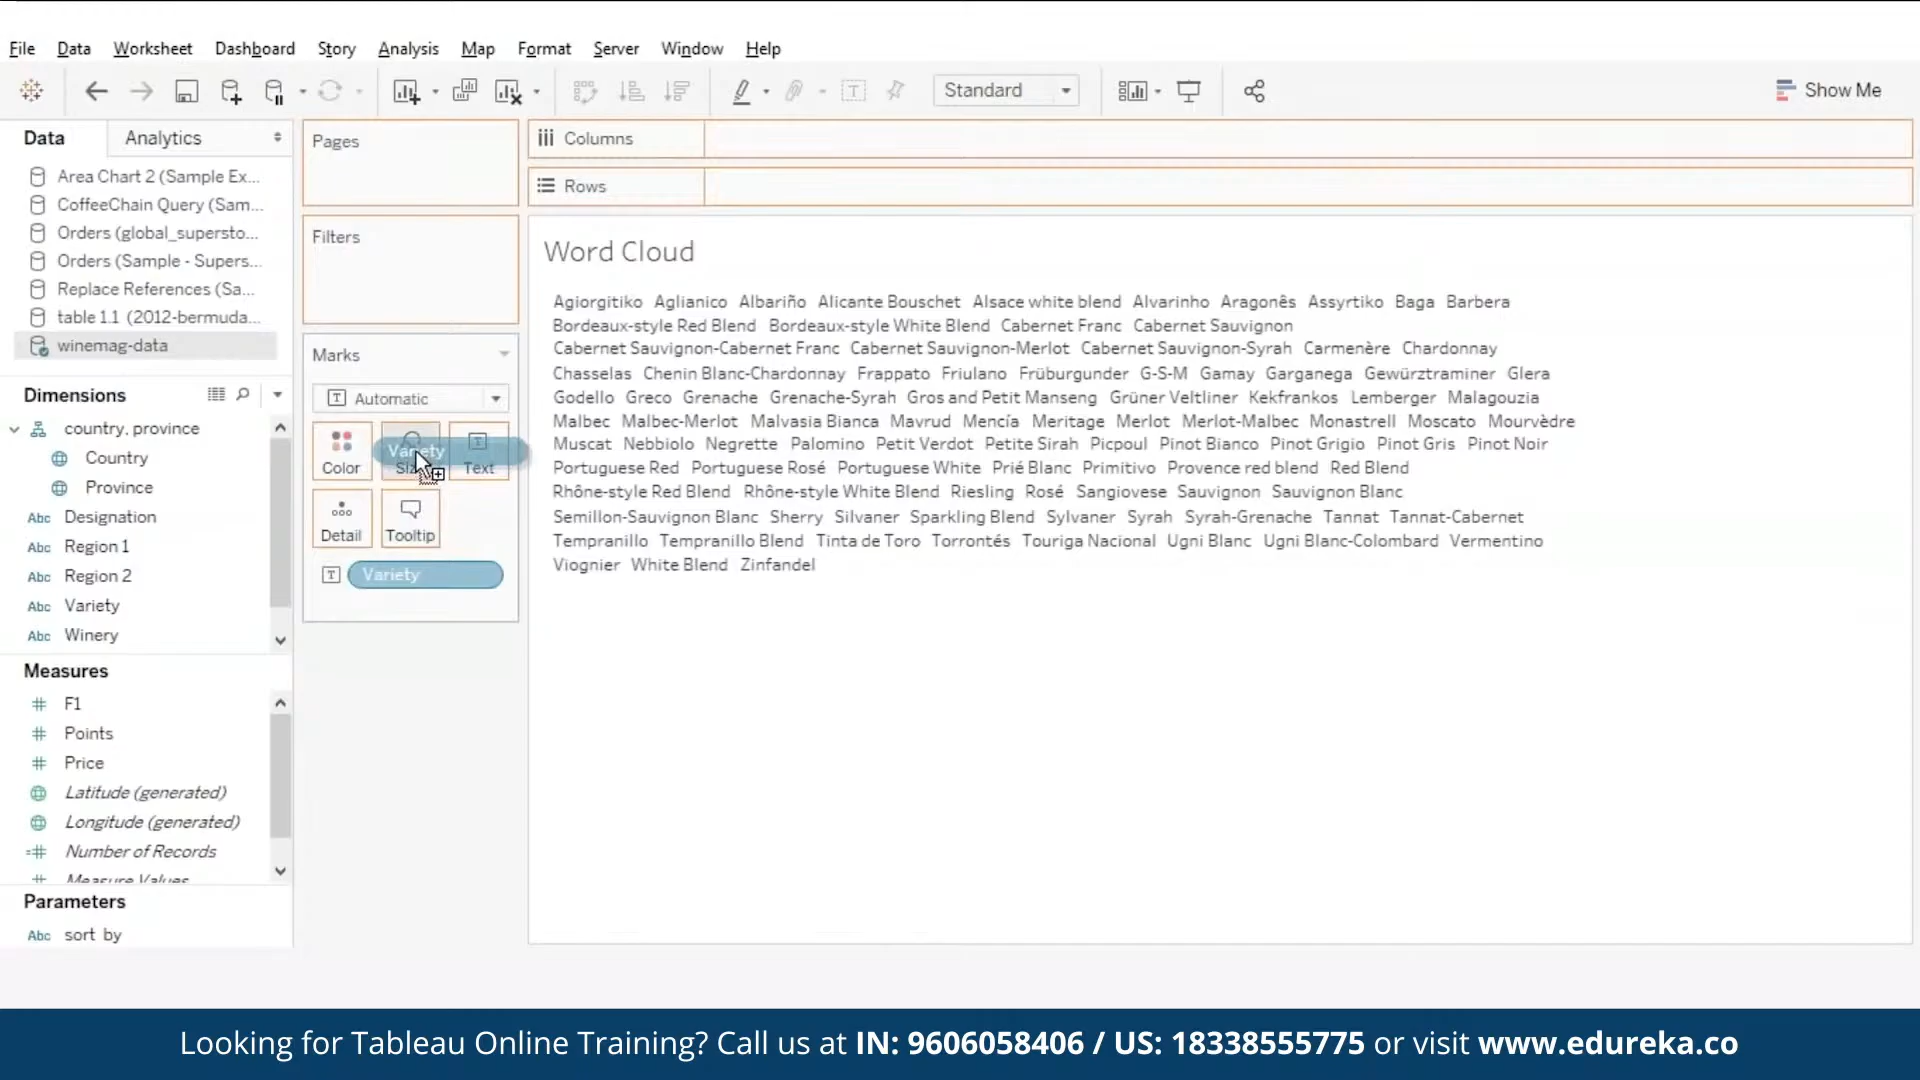 File Data Worksheet Dashboard Story Analysis Map Format Server Window Help
Standard
Show Me
Data Analytics
Area Chart 2 (Sample Ex...
CoffeeChain Query (Sam...
Orders (global_supersto...
Orders (Sample - Supers...
Replace References (Sa...
table 1.1 (2012-bermuda...
winemag-data
Dimensions
country, province
Country
Province
Abc Designation
Abc Region 1
Abc Region 2
Abc Variety
Abc Winery
Measures
F1
Points
Price
Latitude (generated)
Longitude (generated)
Number of Records
Measure Values
Parameters
Abc sort by
Pages
Filters
Marks
Automatic
Color Size Text
Variety
Detail Tooltip
Variety
Columns
Rows
Word Cloud
Agiorgitiko Aglianico Albariño Alicante Bouschet Alsace white blend Alvarinho Aragonês Assyrtiko Baga Barbera
Bordeaux-style Red Blend Bordeaux-style White Blend Cabernet Franc Cabernet Sauvignon
Cabernet Sauvignon-Cabernet Franc Cabernet Sauvignon-Merlot Cabernet Sauvignon-Syrah Carmenère Chardonnay
Chasselas Chenin Blanc-Chardonnay Frappato Friulano Früburgunder G-S-M Gamay Garganega Gewürztraminer Glera
Godello Greco Grenache Grenache-Syrah Gros and Petit Manseng Grüner Veltliner Kekfrankos Lemberger Malagouzia
Malbec Malbec-Merlot Malvasia Bianca Mavrud Mencía Meritage Merlot Merlot-Malbec Monastrell Moscato Mourvèdre
Muscat Nebbiolo Negrette Palomino Petit Verdot Petite Sirah Picpoul Pinot Bianco Pinot Grigio Pinot Gris Pinot Noir
Portuguese Red Portuguese Rosé Portuguese White Prié Blanc Primitivo Provence red blend Red Blend
Rhône-style Red Blend Rhône-style White Blend Riesling Rosé Sangiovese Sauvignon Sauvignon Blanc
Semillon-Sauvignon Blanc Sherry Silvaner Sparkling Blend Sylvaner Syrah Syrah-Grenache Tannat Tannat-Cabernet
Tempranillo Tempranillo Blend Tinta de Toro Torrontés Touriga Nacional Ugni Blanc Ugni Blanc-Colombard Vermentino
Viognier White Blend Zinfandel
Looking for Tableau Online Training? Call us at IN: 9606058406 / US: 18338555775 or visit www.edureka.co